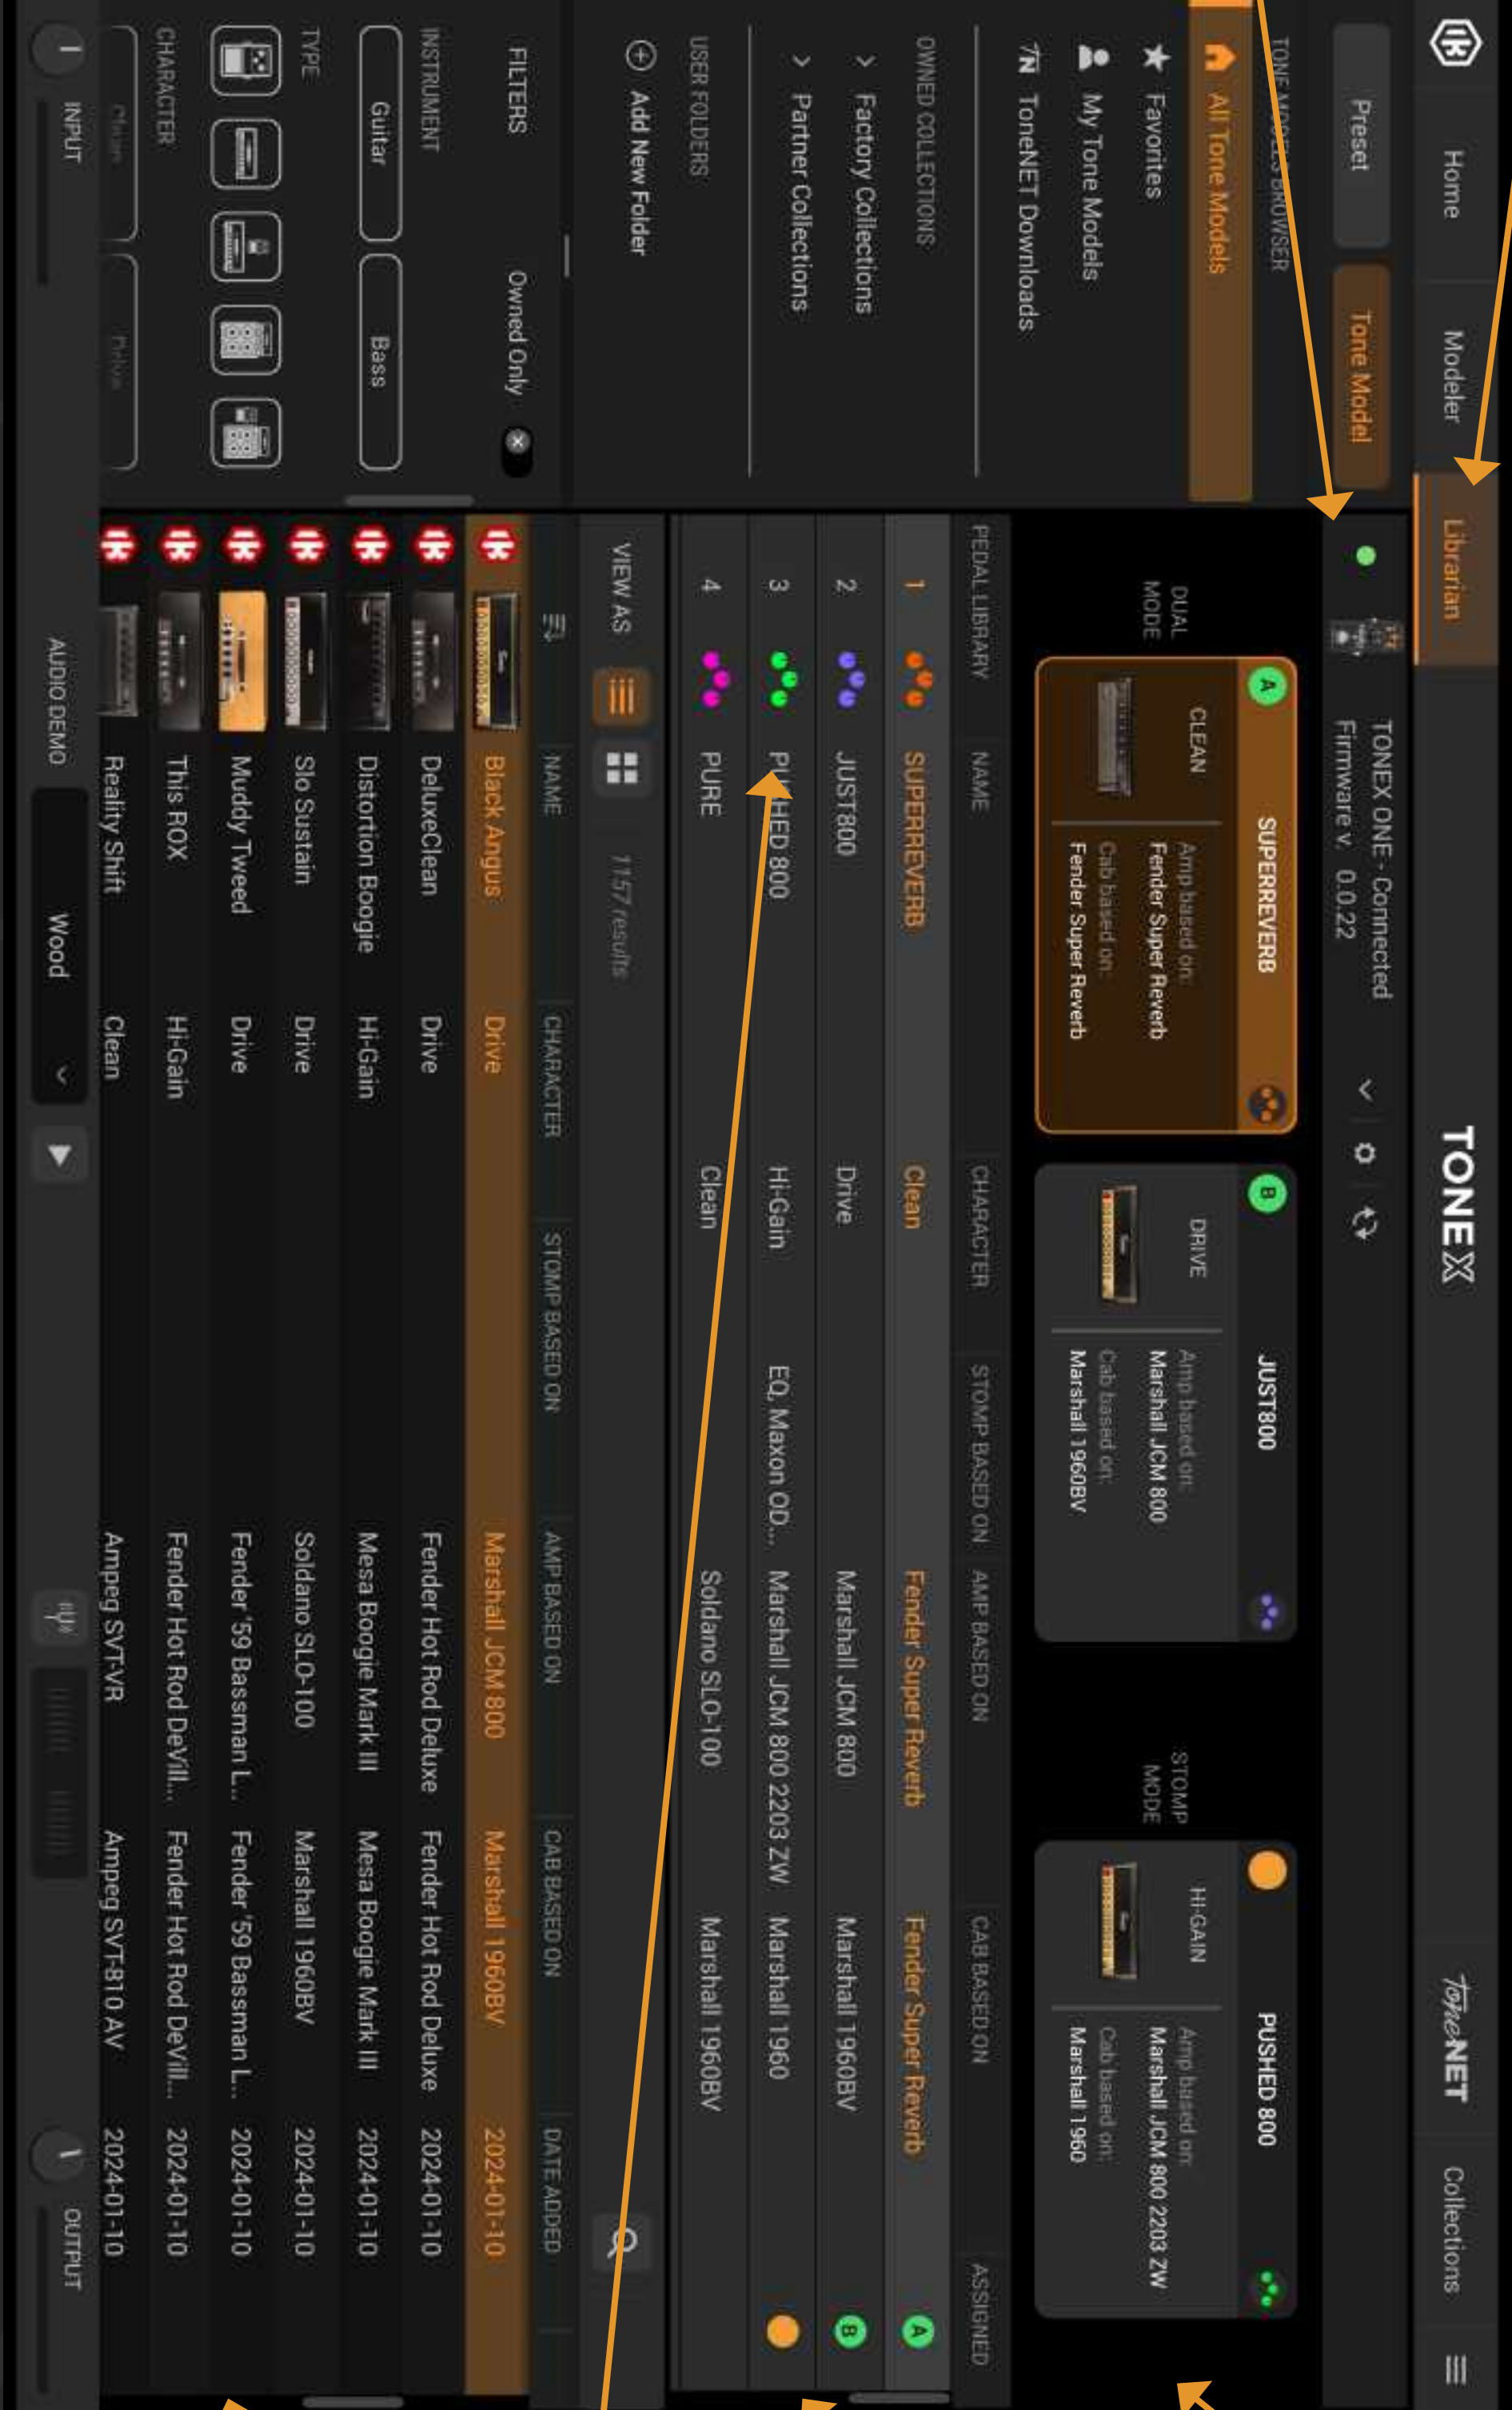 Home
Modeler
Librarian
TONEX
ToneNET
Collections
Preset
Tone Model
TONEX ONE - Connected
Firmware v. 0.0.22
TONE MODELS BROWSER
All Tone Models
Favorites
My Tone Models
ToneNET Downloads
OWNED COLLECTIONS
Factory Collections
Partner Collections
USER FOLDERS
Add New Folder
FILTERS
Owned Only
INSTRUMENT
Guitar
Bass
TYPE
CHARACTER
Clean
Drive
DUAL
MODE
A
SUPERREVERB
CLEAN
Amp based on:
Fender Super Reverb
Cab based on:
Fender Super Reverb
B
JUST800
DRIVE
Amp based on:
Marshall JCM 800
Cab based on:
Marshall 1960BV
STOMP
MODE
PUSHED 800
HI-GAIN
Amp based on:
Marshall JCM 800 2203 ZW
Cab based on:
Marshall 1960
PEDAL LIBRARY NAME CHARACTER STOMP BASED ON AMP BASED ON CAB BASED ON ASSIGNED
1 SUPERREVERB Clean Fender Super Reverb Fender Super Reverb A
2 JUST800 Drive Marshall JCM 800 Marshall 1960BV B
3 PUSHED 800 Hi-Gain EQ, Maxon OD... Marshall JCM 800 2203 ZW Marshall 1960
4 PURE Clean Soldano SLO-100 Marshall 1960BV
VIEW AS 1157 results
NAME CHARACTER STOMP BASED ON AMP BASED ON CAB BASED ON DATE ADDED
Black Angus Drive Marshall JCM 800 Marshall 1960BV 2024-01-10
DeluxeClean Drive Fender Hot Rod Deluxe Fender Hot Rod Deluxe 2024-01-10
Distortion Boogie Hi-Gain Mesa Boogie Mark III Mesa Boogie Mark III 2024-01-10
Slo Sustain Drive Soldano SLO-100 Marshall 1960BV 2024-01-10
Muddy Tweed Drive Fender '59 Bassman L... Fender '59 Bassman L... 2024-01-10
This ROX Hi-Gain Fender Hot Rod DeVill... Fender Hot Rod DeVill... 2024-01-10
Reality Shift Clean Ampeg SVT-VR Ampeg SVT-810 AV 2024-01-10
INPUT
AUDIO DEMO
Wood
OUTPUT